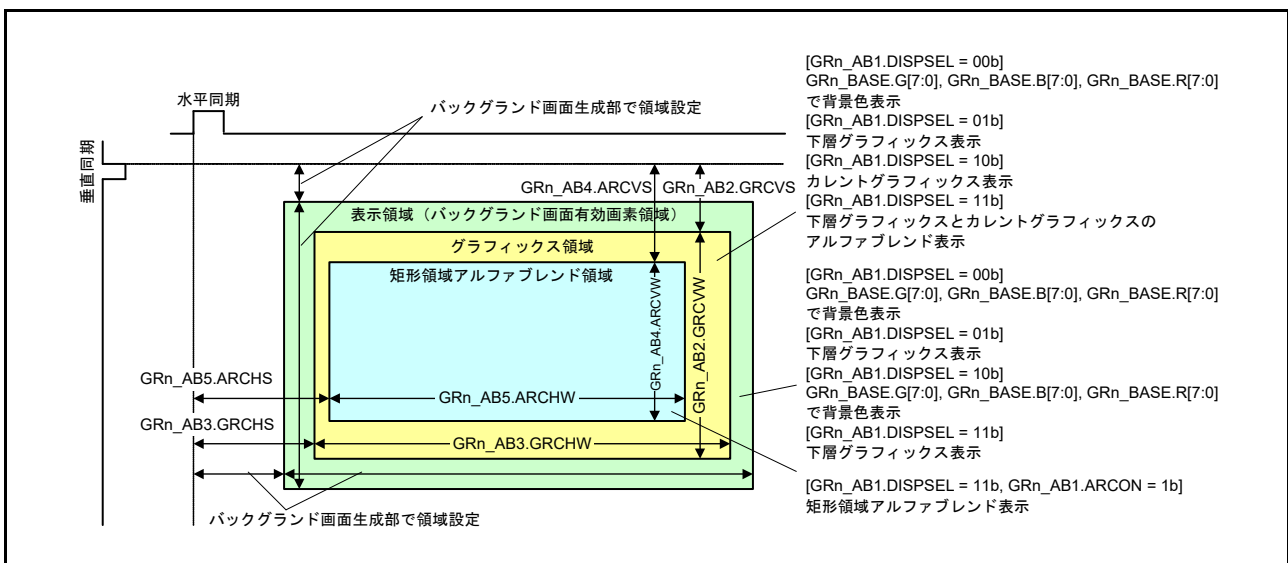 [GRn_AB1.DISPSEL = 00b]
GRn_BASE.G[7:0], GRn_BASE.B[7:0], GRn_BASE.R[7:0]
で背景色表示
[GRn_AB1.DISPSEL = 01b]
下層グラフィックス表示
[GRn_AB1.DISPSEL = 10b]
カレントグラフィックス表示
[GRn_AB1.DISPSEL = 11b]
下層グラフィックスとカレントグラフィックスの
アルファブレンド表示
水平同期
バックグランド画面生成部で領域設定
垂直同期
GRn_AB4.ARCVS
GRn_AB2.GRCVS
表示領域(バックグランド画面有効画素領域)
グラフィックス領域
矩形領域アルファブレンド領域
GRn_AB4.ARCVW
GRn_AB2.GRCVW
[GRn_AB1.DISPSEL = 00b]
GRn_BASE.G[7:0], GRn_BASE.B[7:0], GRn_BASE.R[7:0]
で背景色表示
[GRn_AB1.DISPSEL = 01b]
下層グラフィックス表示
[GRn_AB1.DISPSEL = 10b]
GRn_BASE.G[7:0], GRn_BASE.B[7:0], GRn_BASE.R[7:0]
で背景色表示
[GRn_AB1.DISPSEL = 11b]
下層グラフィックス表示
GRn_AB5.ARCHS
GRn_AB5.ARCHW
GRn_AB3.GRCHS
GRn_AB3.GRCHW
[GRn_AB1.DISPSEL = 11b, GRn_AB1.ARCON = 1b]
矩形領域アルファブレンド表示
バックグランド画面生成部で領域設定